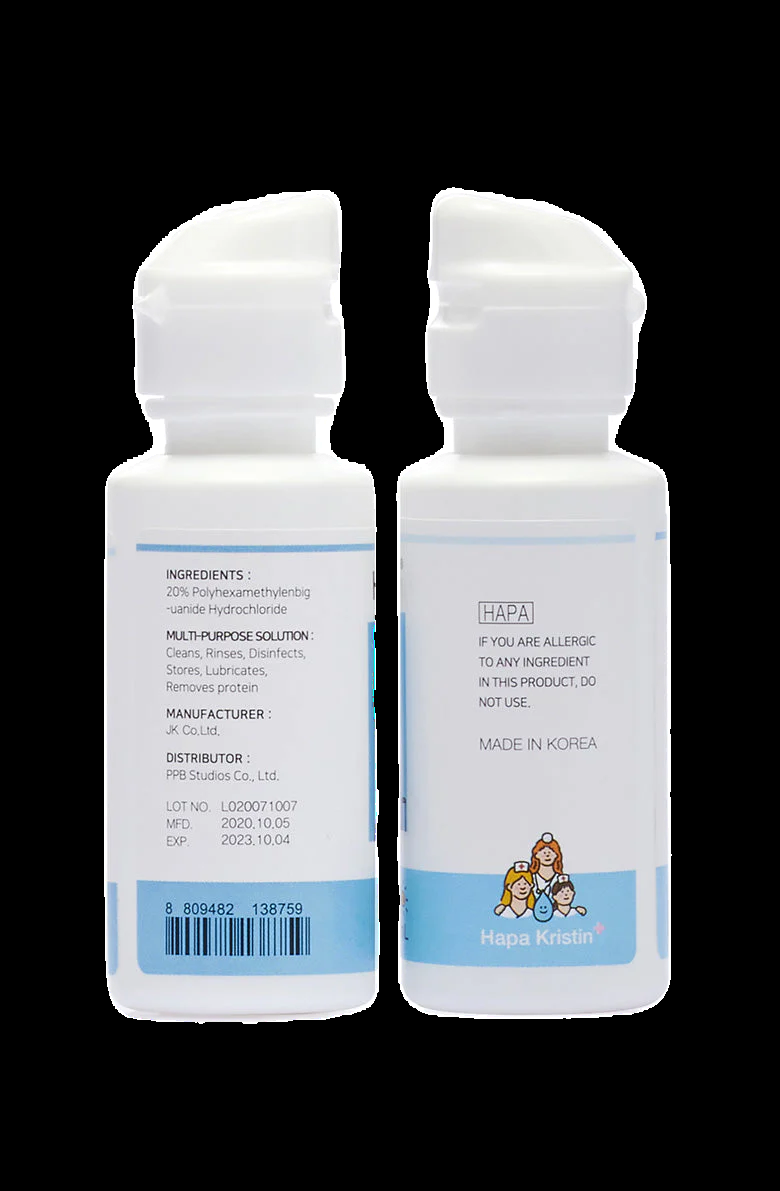 INGREDIENTS :
20% Polyhexamethylenbig
-uanide Hydrochloride
MULTI-PURPOSE SOLUTION :
Cleans, Rinses, Disinfects,
Stores, Lubricates,
Removes protein
MANUFACTURER :
JK Co.Ltd.
DISTRIBUTOR :
PPB Studios Co., Ltd.
LOT NO. L020071007
MFD. 2020.10.05
EXP. 2023.10.04
8 809482 138759
HAPA
IF YOU ARE ALLERGIC
TO ANY INGREDIENT
IN THIS PRODUCT, DO
NOT USE.
MADE IN KOREA
Hapa Kristin